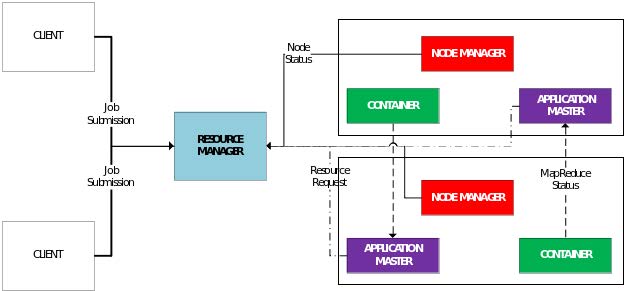 CLIENT
Job
Submission
Job
Submission
CLIENT
RESOURCE
MANAGER
Node
Status
NODE MANAGER
CONTAINER
APPLICATION
MASTER
Resource
Request
NODE MANAGER
MapReduce
Status
APPLICATION
MASTER
CONTAINER